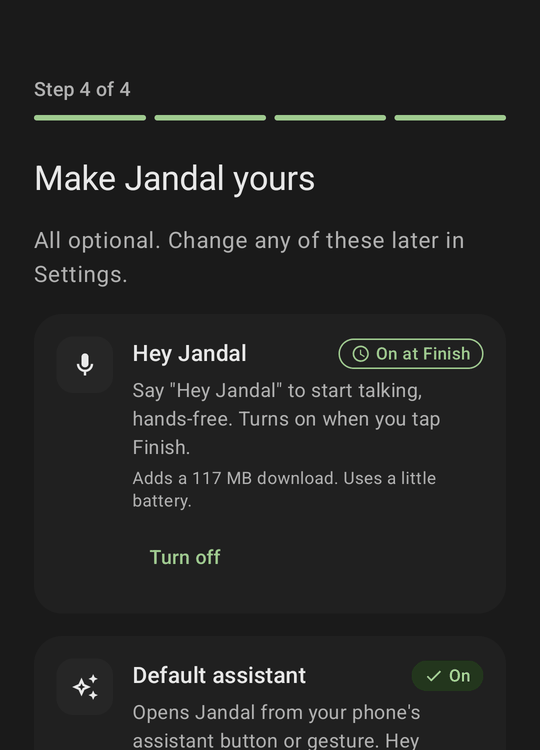 Step 4 of 4
Make Jandal yours
All optional. Change any of these later in
Settings.
Hey Jandal
On at Finish
Say "Hey Jandal" to start talking,
hands-free. Turns on when you tap
Finish.
Adds a 117 MB download. Uses a little
battery.
Turn off
Default assistant
On
Opens Jandal from your phone's
assistant button or gesture. Hey